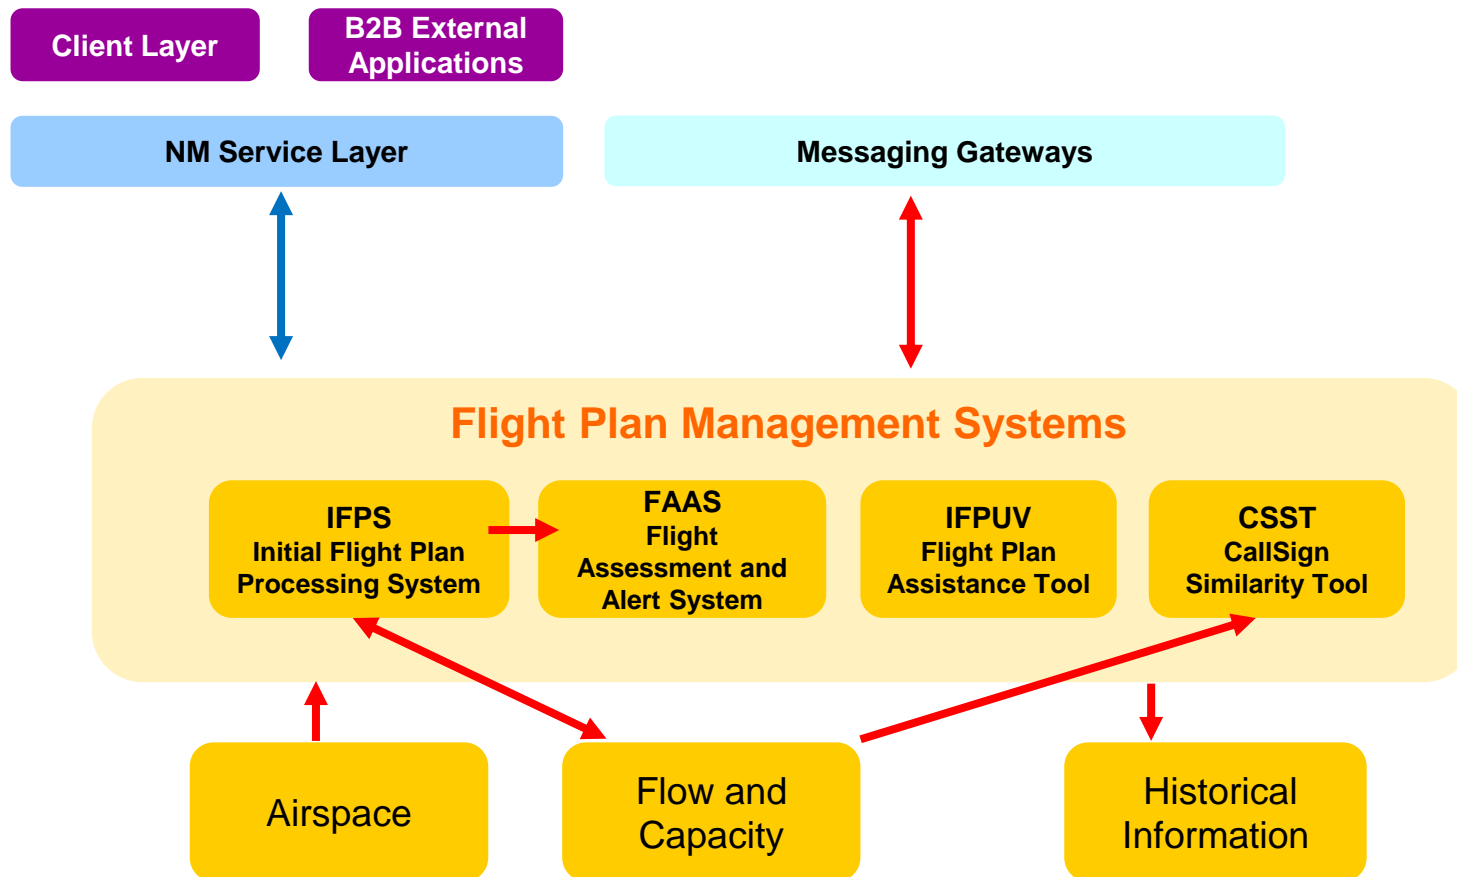 Client Layer
B2B External
Applications
NM Service Layer
Messaging Gateways
Flight Plan Management Systems
IFPS
Initial Flight Plan
Processing System
FAAS
Flight
Assessment and
Alert System
IFPUV
Flight Plan
Assistance Tool
CSST
CallSign
Similarity Tool
Airspace
Flow and
Capacity
Historical
Information